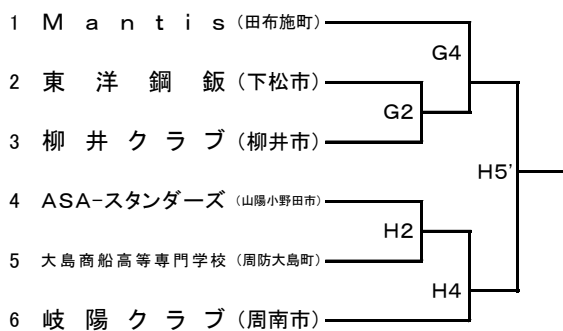 1 Mantis (田布施町)
G4
2 東洋鋼鈑 (下松市)
G2
3 柳井クラブ (柳井市)
H5'
4 ASA-スタンダーズ (山陽小野田市)
H2
5 大島商船高等専門学校 (周防大島町)
H4
6 岐陽クラブ (周南市)